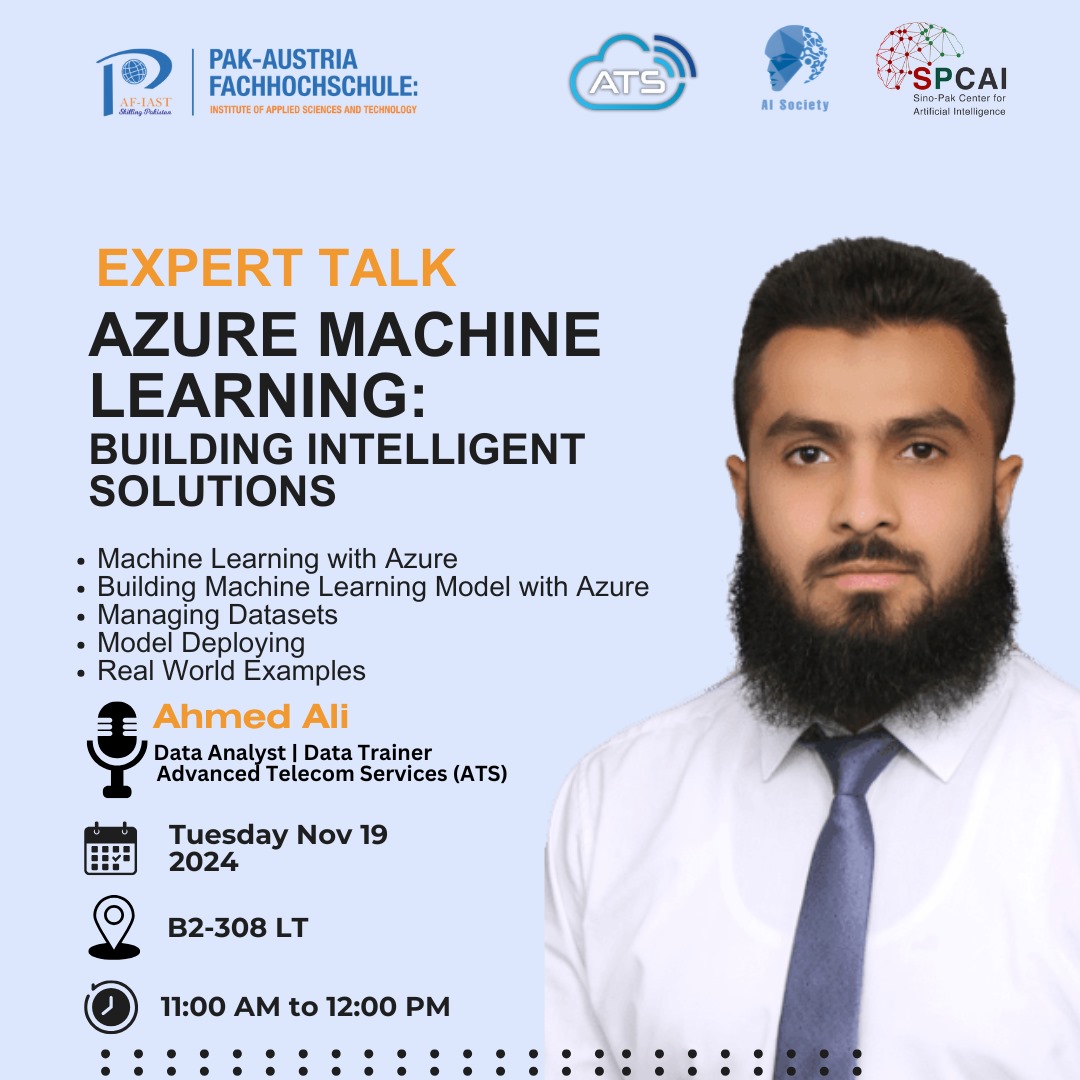 PAK-AUSTRIA
FACHHOCHSCHULE:
INSTITUTE OF APPLIED SCIENCES AND TECHNOLOGY
AF-IAST
Skilling Pakistan
ATS
AI Society
SPCAI
Sino-Pak Center for
Artificial Intelligence
EXPERT TALK
AZURE MACHINE
LEARNING:
BUILDING INTELLIGENT
SOLUTIONS
• Machine Learning with Azure
• Building Machine Learning Model with Azure
• Managing Datasets
• Model Deploying
• Real World Examples
Ahmed Ali
Data Analyst | Data Trainer
Advanced Telecom Services (ATS)
Tuesday Nov 19
2024
B2-308 LT
11:00 AM to 12:00 PM